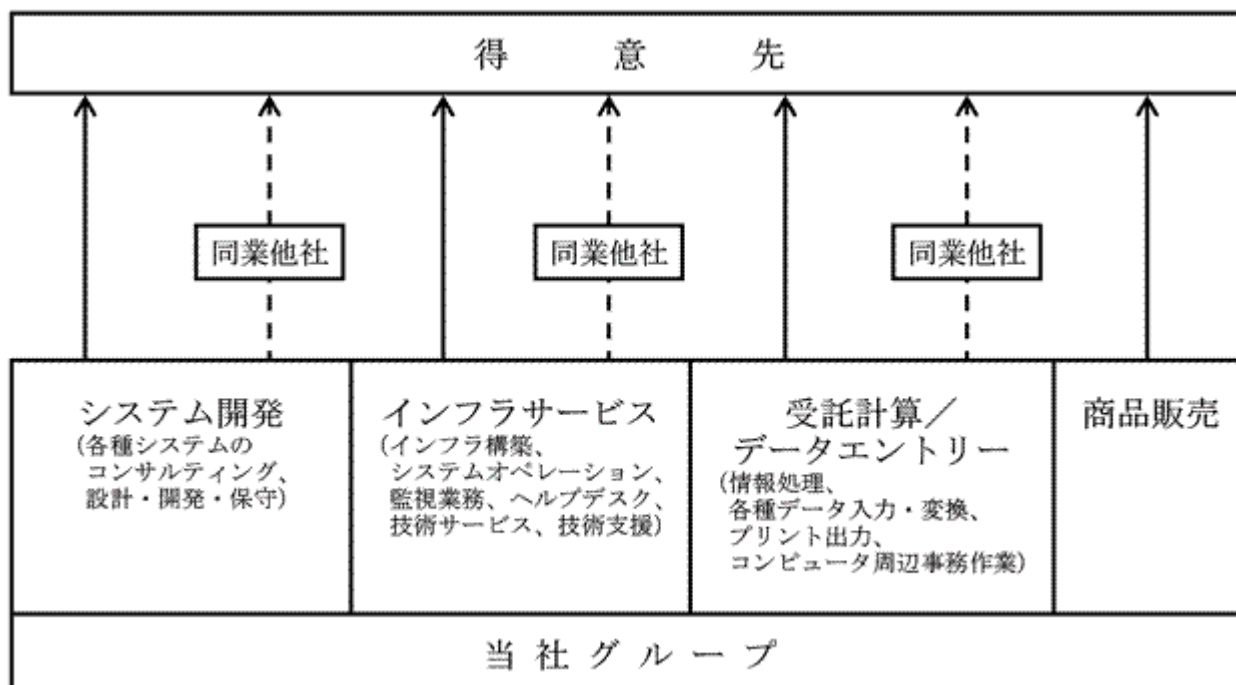 得意先
同業他社
同業他社
同業他社
システム開発
(各種システムの
コンサルティング、
設計・開発・保守)
インフラサービス
(インフラ構築、
システムオペレーション、
監視業務、ヘルプデスク、
技術サービス、技術支援)
受託計算／
データエントリー
(情報処理、
各種データ入力・変換、
プリント出力、
コンピュータ周辺事務作業)
商品販売
当社グループ